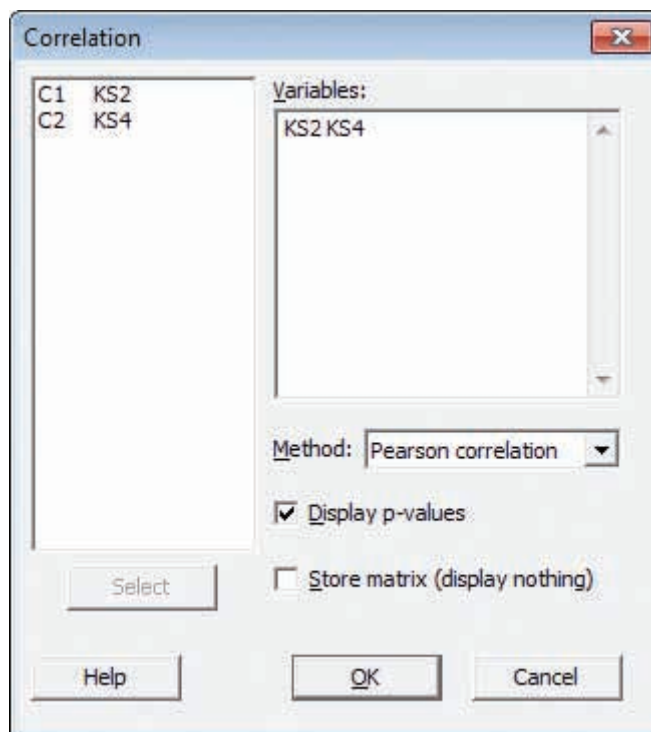 Correlation
C1 KS2
C2 KS4
Variables:
KS2 KS4
Method: Pearson correlation
Display p-values
Store matrix (display nothing)
Select
Help
OK
Cancel